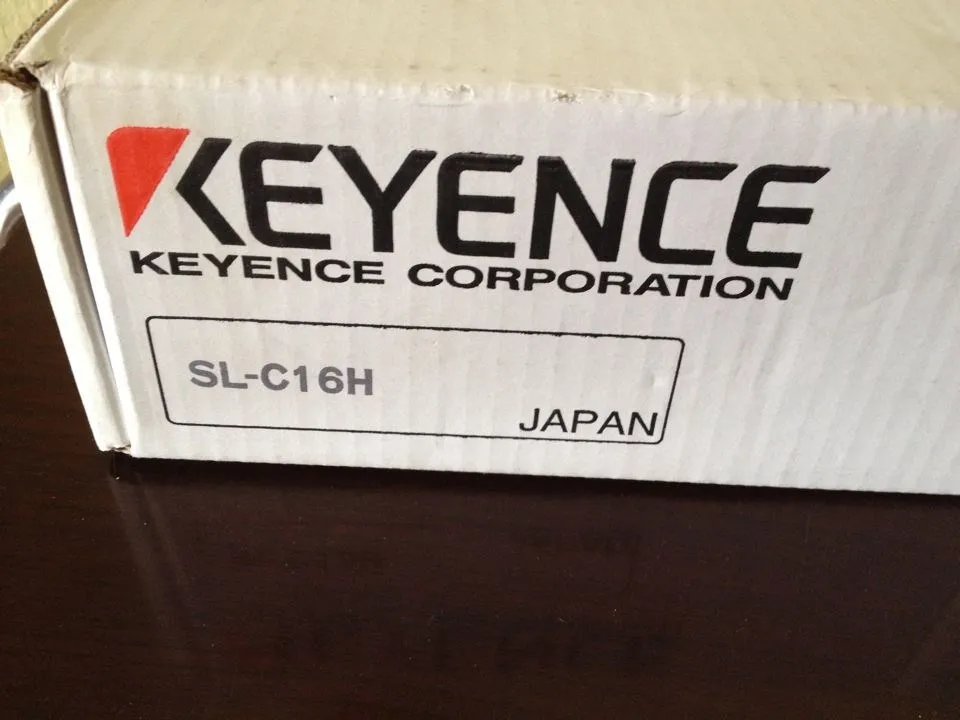 KEYENCE
KEYENCE CORPORATION
SL-C16H
JAPAN